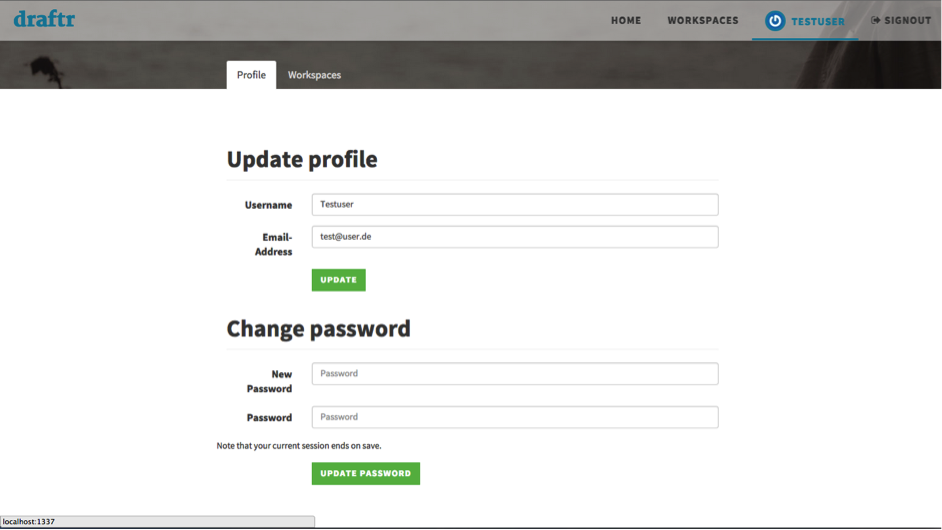 draftr
HOME WORKSPACES TESTUSER SIGNOUT
Profile Workspaces
Update profile
Username Testuser
Email-
Address
test@user.de
UPDATE
Change password
New
Password
Password
Password Password
Note that your current session ends on save.
UPDATE PASSWORD
localhost:1337